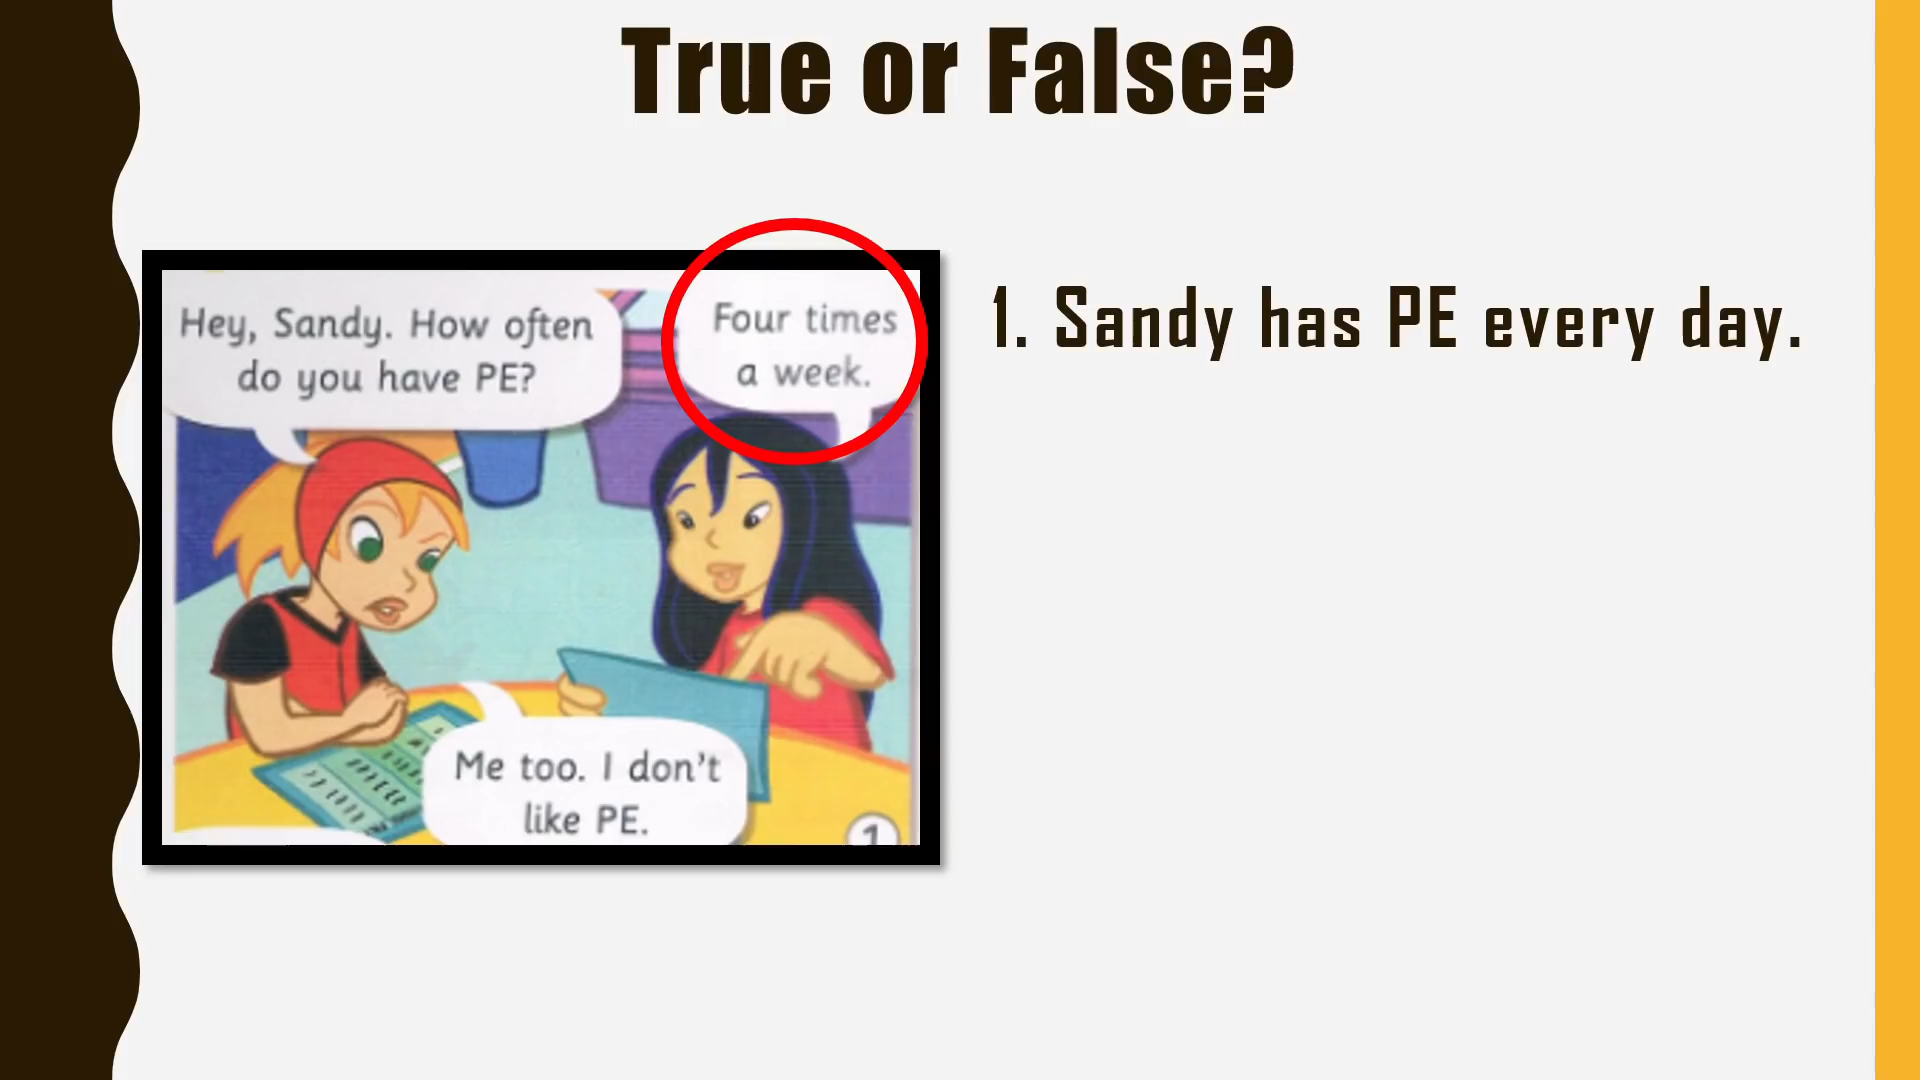 True or False?
Hey, Sandy. How often
do you have PE?
Four times
a week.
Me too. I don't
like PE.
1
1. Sandy has PE every day.